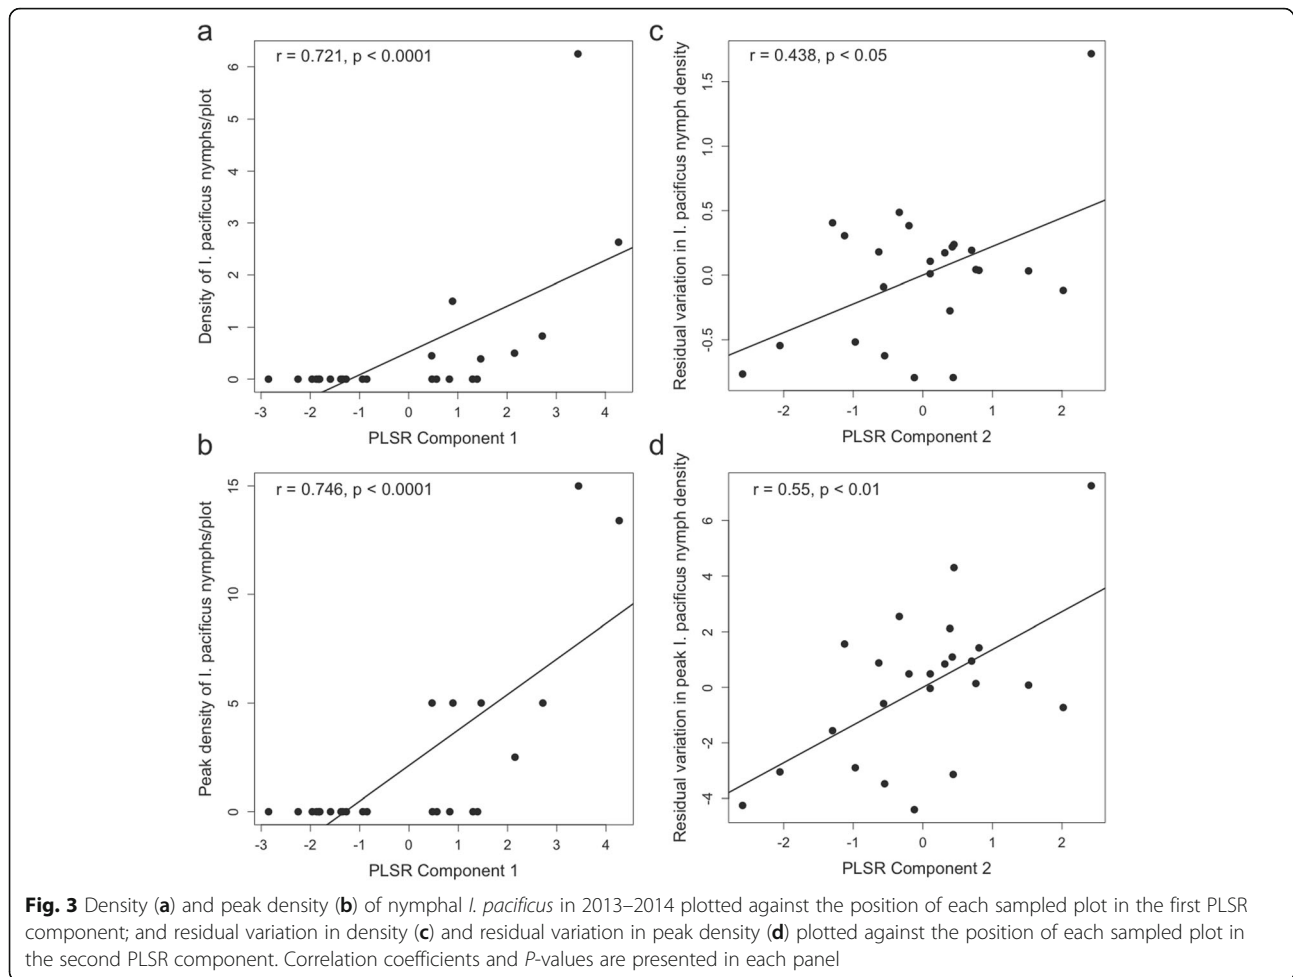 a
r = 0.721, p < 0.0001
Density of I. pacificus nymphs/plot
6
5
4
3
2
1
0
-3 -2 -1 0 1 2 3 4
PLSR Component 1
c
r = 0.438, p < 0.05
Residual variation in I. pacificus nymph density
1.5
1.0
0.5
0.0
-0.5
-2 -1 0 1 2
PLSR Component 2
b
r = 0.746, p < 0.0001
Peak density of I. pacificus nymphs/plot
15
10
5
0
-3 -2 -1 0 1 2 3 4
PLSR Component 1
d
r = 0.55, p < 0.01
Residual variation in peak I. pacificus nymph density
6
4
2
0
-2
-4
-2 -1 0 1 2
PLSR Component 2
Fig. 3 Density (a) and peak density (b) of nymphal I. pacificus in 2013–2014 plotted against the position of each sampled plot in the first PLSR
component; and residual variation in density (c) and residual variation in peak density (d) plotted against the position of each sampled plot in
the second PLSR component. Correlation coefficients and P-values are presented in each panel